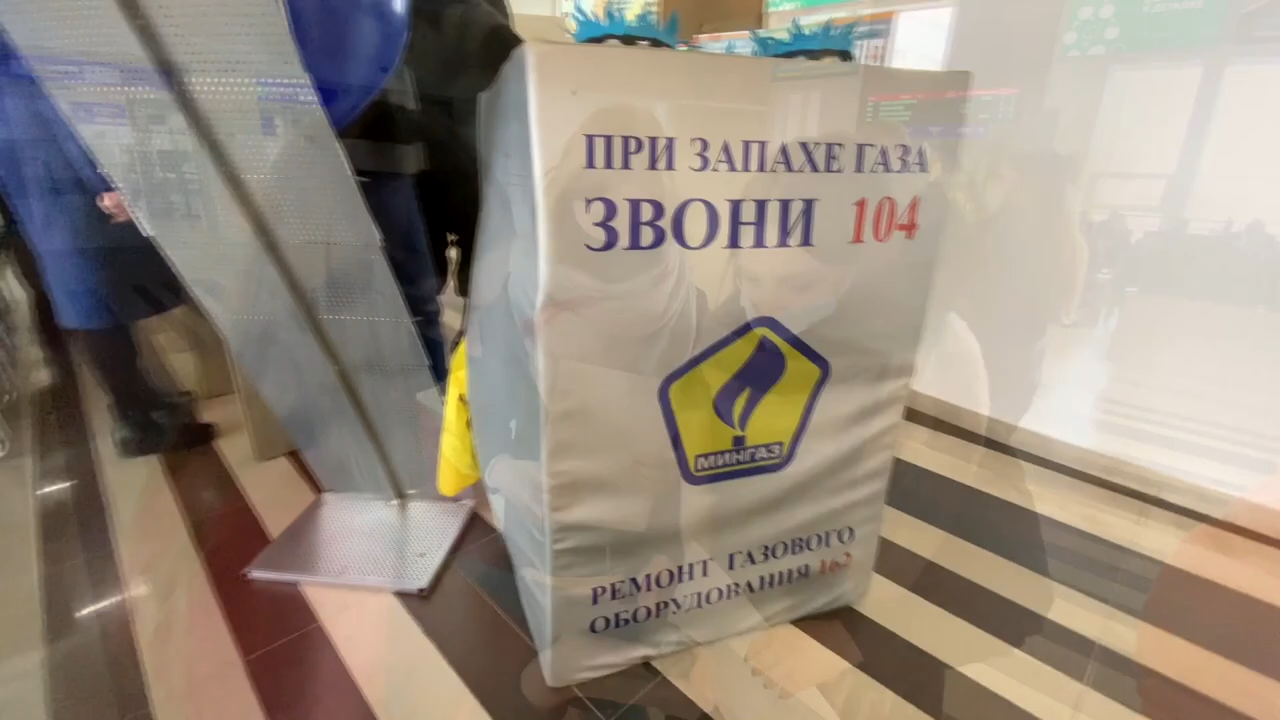 ПРИ ЗАПАХЕ ГАЗА
ЗВОНИ 104
МИНГАЗ
РЕМОНТ ГАЗОВОГО
ОБОРУДОВАНИЯ 162